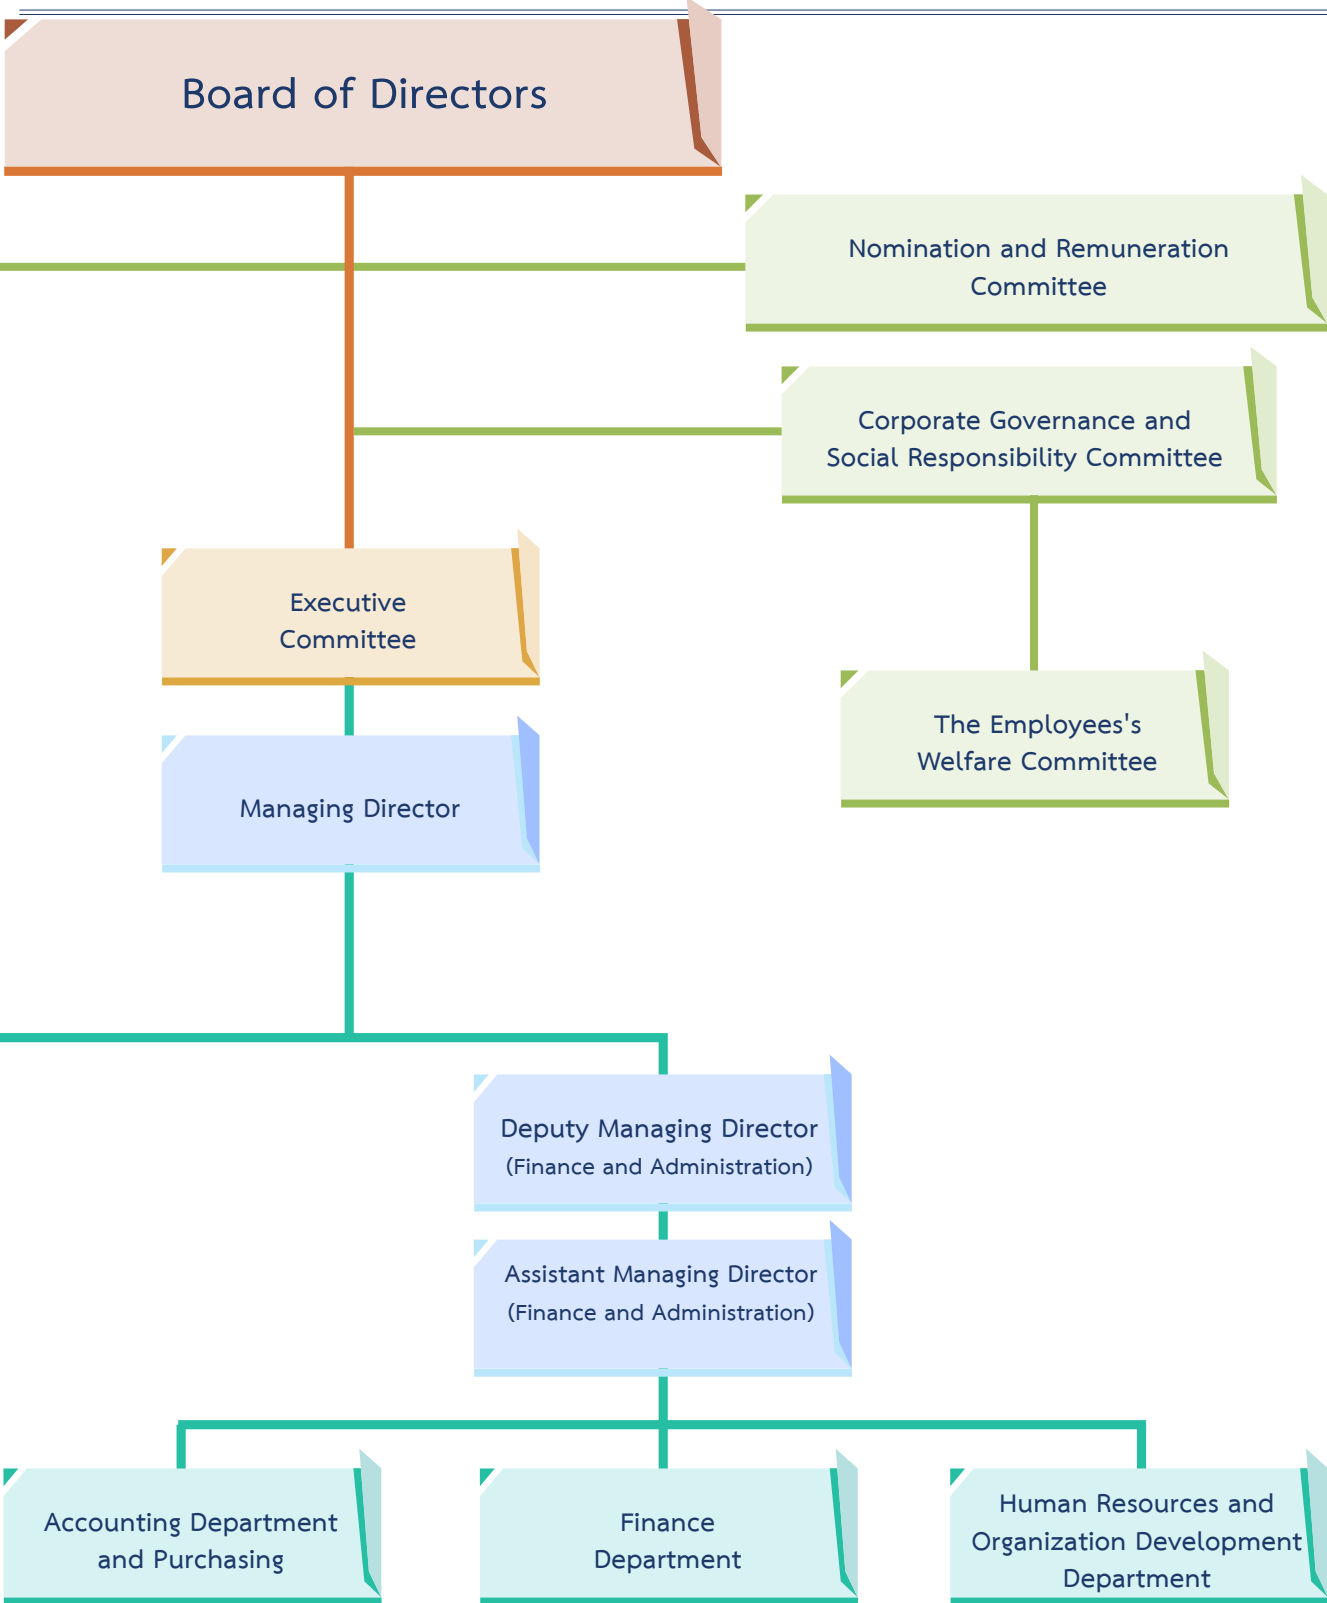 Board of Directors
Nomination and Remuneration
Committee
Corporate Governance and
Social Responsibility Committee
Executive
Committee
The Employees's
Welfare Committee
Managing Director
Deputy Managing Director
(Finance and Administration)
Assistant Managing Director
(Finance and Administration)
Accounting Department
and Purchasing
Finance
Department
Human Resources and
Organization Development
Department